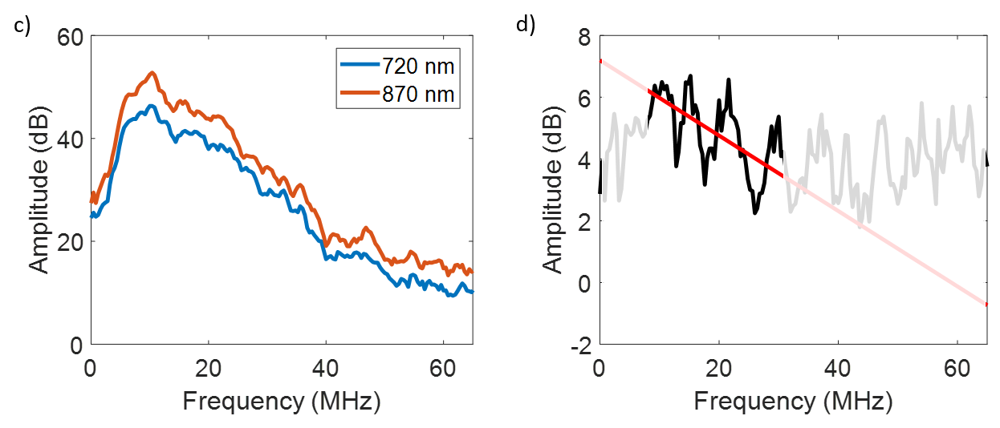 c)
60
40
20
0
Amplitude (dB)
720 nm
870 nm
0 20 40 60
Frequency (MHz)
d)
8
6
4
2
0
-2
Amplitude (dB)
0 20 40 60
Frequency (MHz)